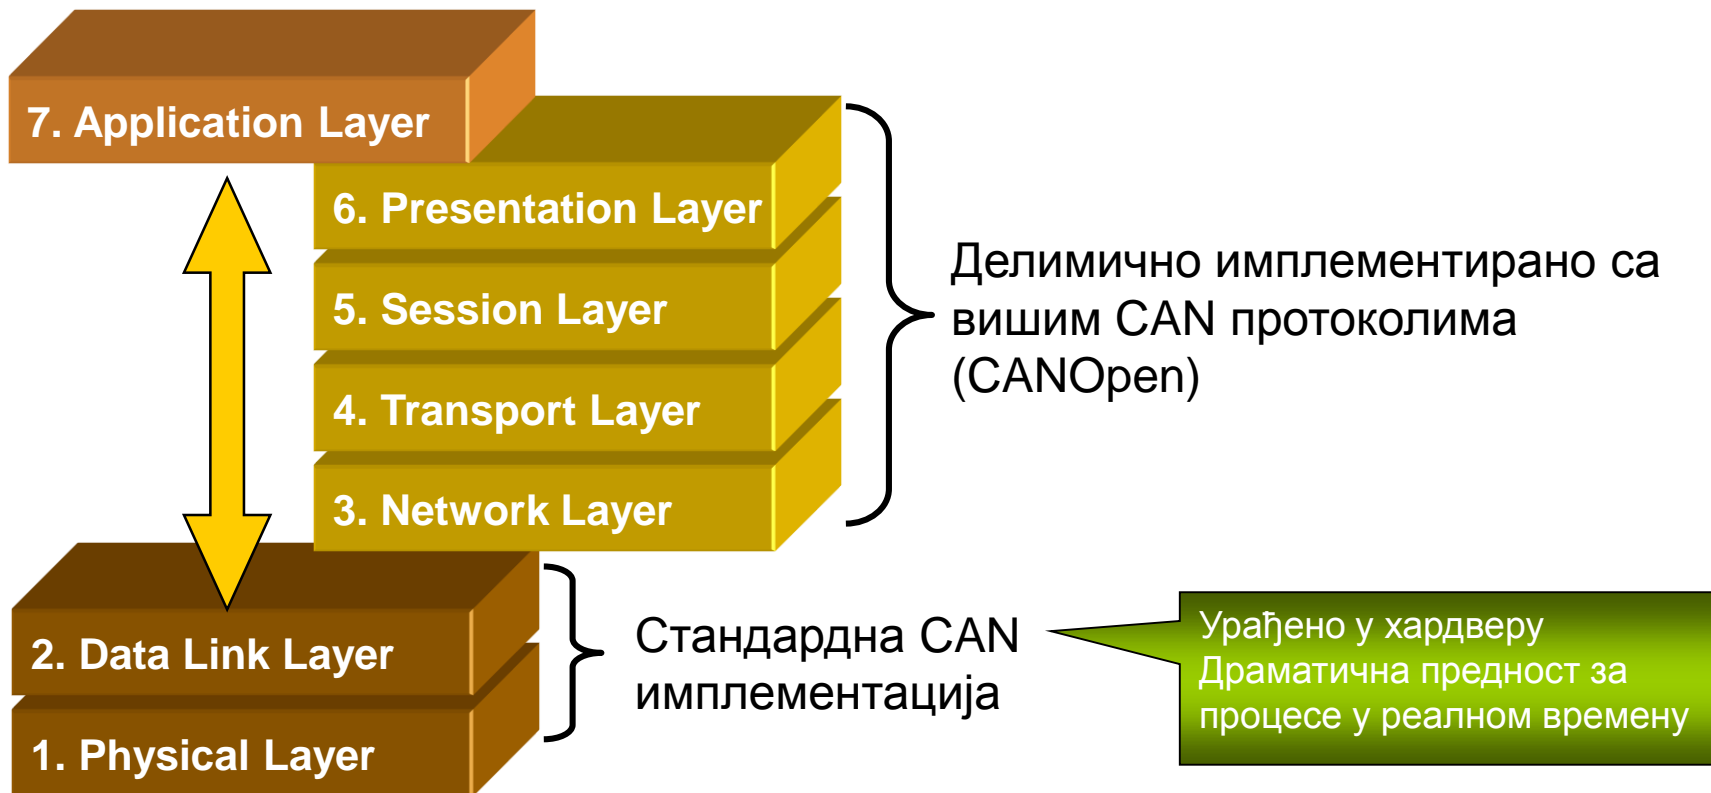 7. Application Layer
6. Presentation Layer
5. Session Layer
4. Transport Layer
3. Network Layer
Делимично имплементирано са
вишим CAN протоколима
(CANOpen)
2. Data Link Layer
1. Physical Layer
Стандардна CAN
имплементација
Урађено у хардверу
Драматична предност за
процесе у реалном времену